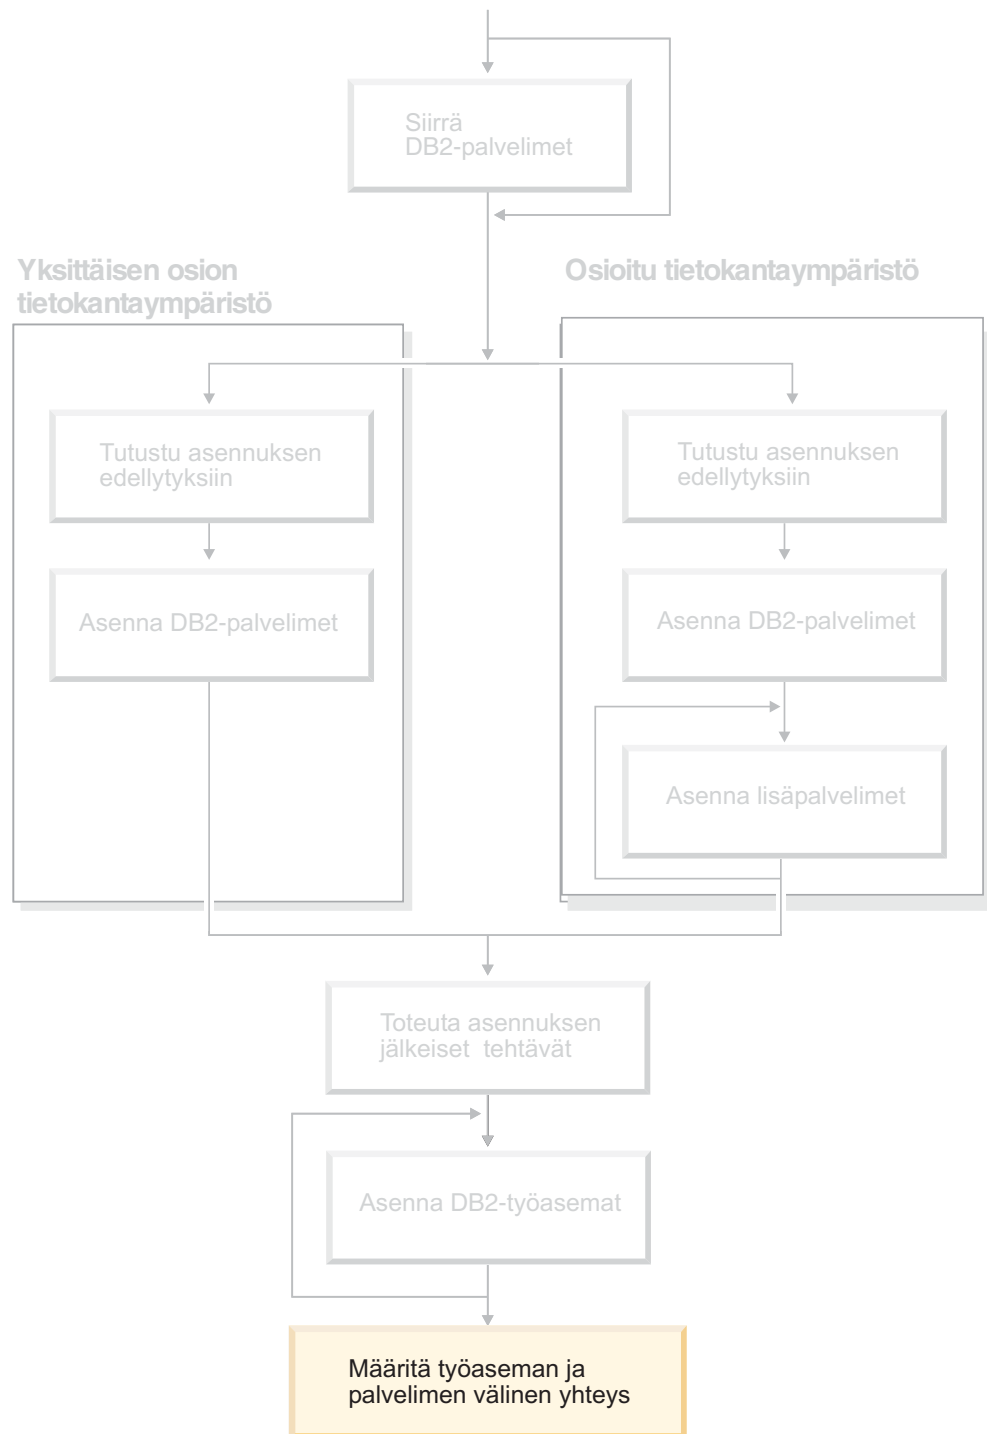 Siirrä
DB2-palvelimet
Yksittäisen osion
tietokantaympäristö
Osioitu tietokantaympäristö
Tutustu asennuksen
edellytyksiin
Asenna DB2-palvelimet
Tutustu asennuksen
edellytyksiin
Asenna DB2-palvelimet
Asenna lisäpalvelimet
Toteuta asennuksen
jälkeiset tehtävät
Asenna DB2-työasemat
Määritä työaseman ja
palvelimen välinen yhteys